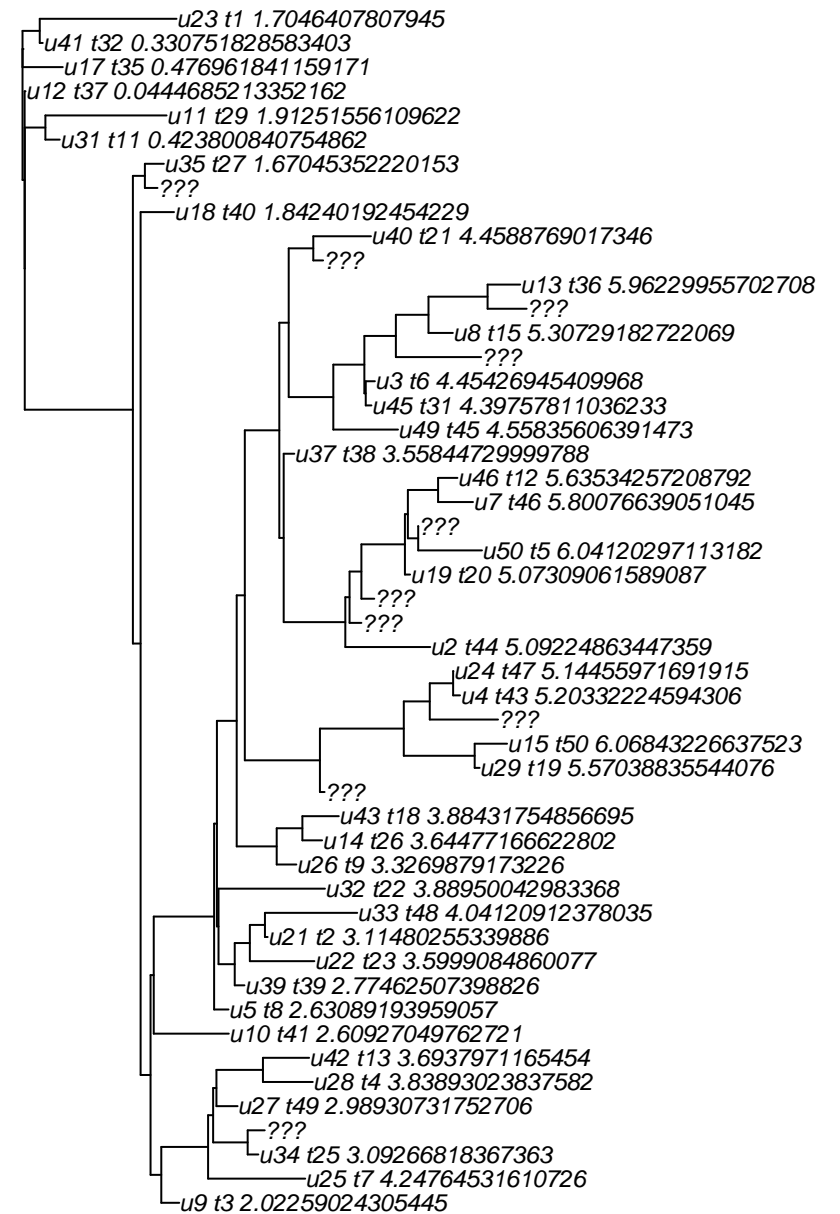 u23 t1 1.7046407807945
u41 t32 0.330751828583403
u17 t35 0.476961841159171
u12 t37 0.0444685213352162
u11 t29 1.91251556109622
u31 t11 0.423800840754862
u35 t27 1.67045352220153
???
u18 t40 1.84240192454229
u40 t21 4.4588769017346
???
u13 t36 5.96229955702708
???
u8 t15 5.30729182722069
???
u3 t6 4.45426945409968
u45 t31 4.39757811036233
u49 t45 4.55835606391473
u37 t38 3.55844729999788
u46 t12 5.63534257208792
u7 t46 5.80076639051045
???
u50 t5 6.04120297113182
u19 t20 5.07309061589087
???
???
u2 t44 5.09224863447359
u24 t47 5.14455971691915
u4 t43 5.20332224594306
???
u15 t50 6.06843226637523
u29 t19 5.57038835544076
???
u43 t18 3.88431754856695
u14 t26 3.64477166622802
u26 t9 3.3269879173226
u32 t22 3.88950042983368
u33 t48 4.04120912378035
u21 t2 3.11480255339886
u22 t23 3.5999084860077
u39 t39 2.77462507398826
u5 t8 2.63089193959057
u10 t41 2.60927049762721
u42 t13 3.6937971165454
u28 t4 3.83893023837582
u27 t49 2.98930731752706
???
u34 t25 3.09266818367363
u25 t7 4.24764531610726
u9 t3 2.02259024305445